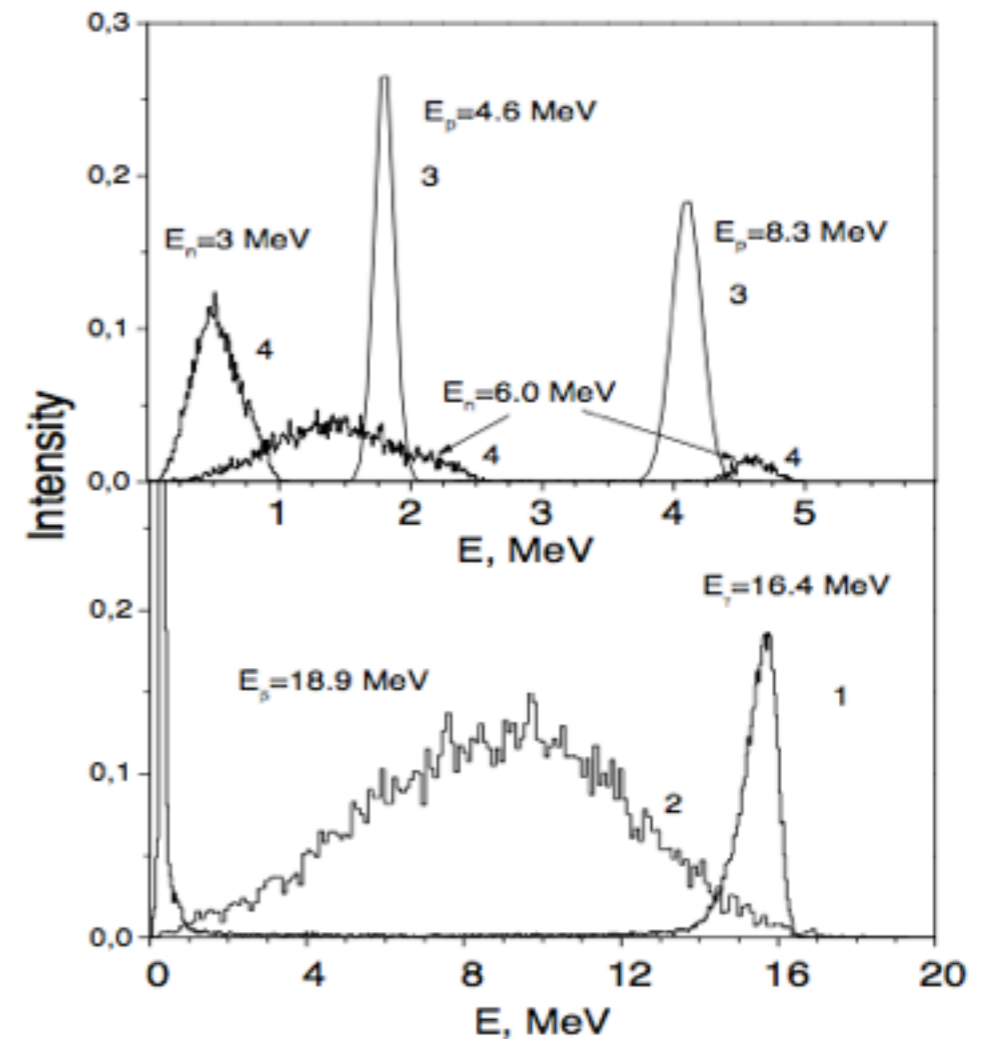 0,3
E_p=4.6 MeV
0,2
3
E_n=3 MeV
E_p=8.3 MeV
3
0,1
4
E_n=6.0 MeV
4
4
0,0
1 2 3 4 5
E, MeV
Intensity
E_γ=16.4 MeV
0,2
E_β=18.9 MeV
1
0,1
2
0,0
0 4 8 12 16 20
E, MeV